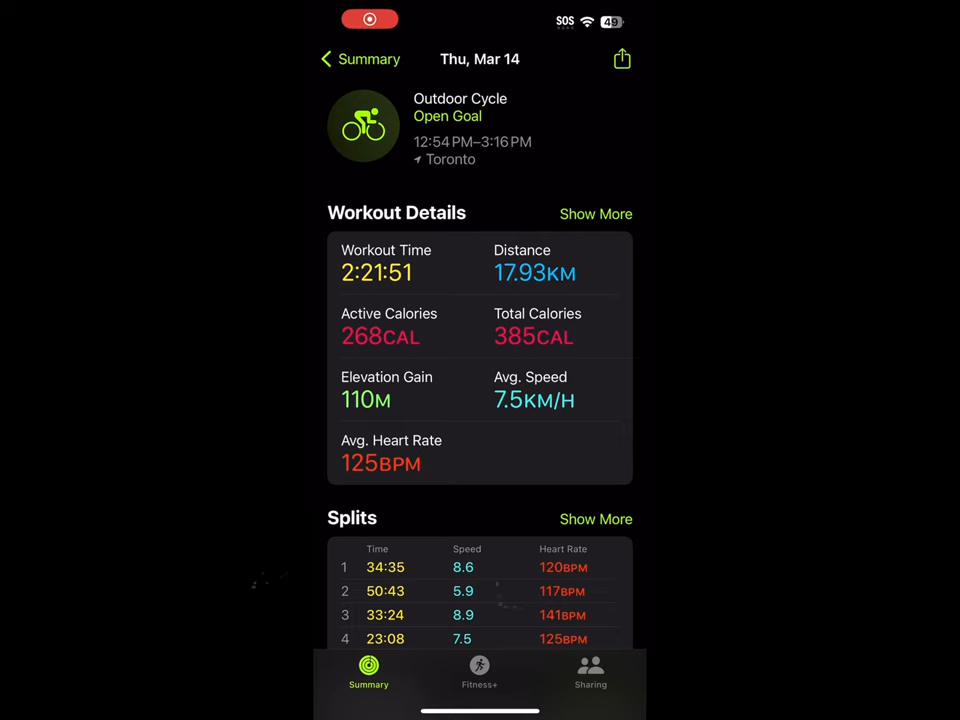 SOS 49
Summary Thu, Mar 14
Outdoor Cycle
Open Goal
12:54 PM–3:16 PM
Toronto
Workout Details Show More
Workout Time Distance
2:21:51 17.93KM
Active Calories Total Calories
268CAL 385CAL
Elevation Gain Avg. Speed
110M 7.5KM/H
Avg. Heart Rate
125BPM
Splits Show More
Time Speed Heart Rate
1 34:35 8.6 120BPM
2 50:43 5.9 117BPM
3 33:24 8.9 141BPM
4 23:08 7.5 125BPM
Summary Fitness+ Sharing